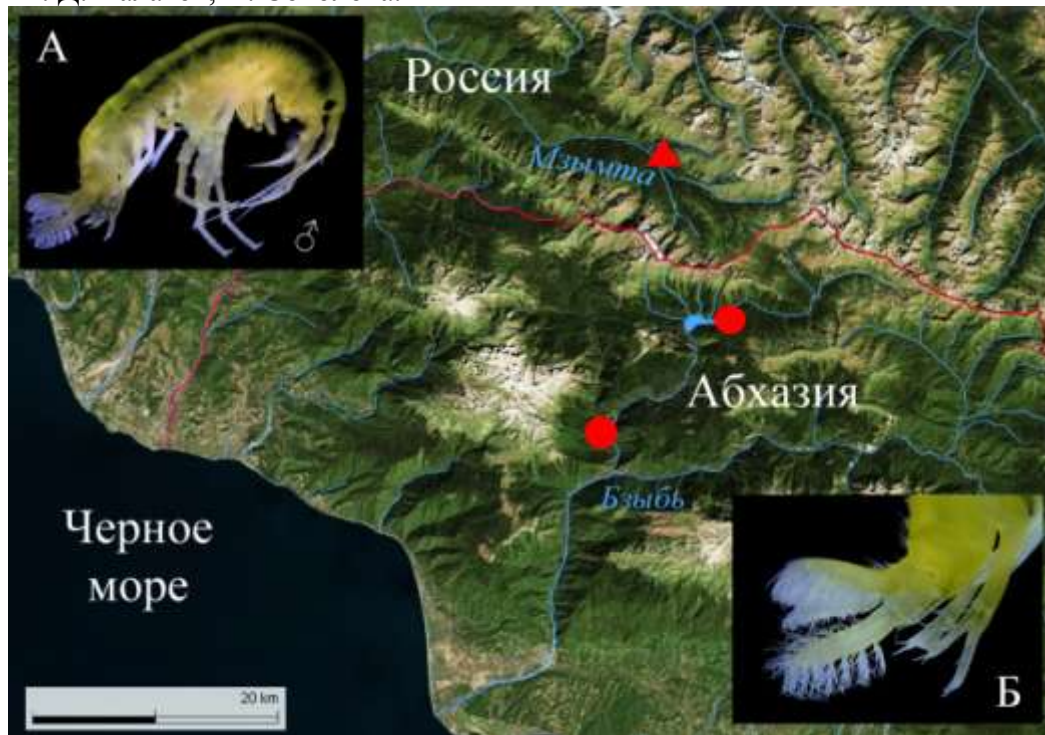 А
Россия
Мзымта
♂
Абхазия
Бзыбь
Черное
море
20 km
Б